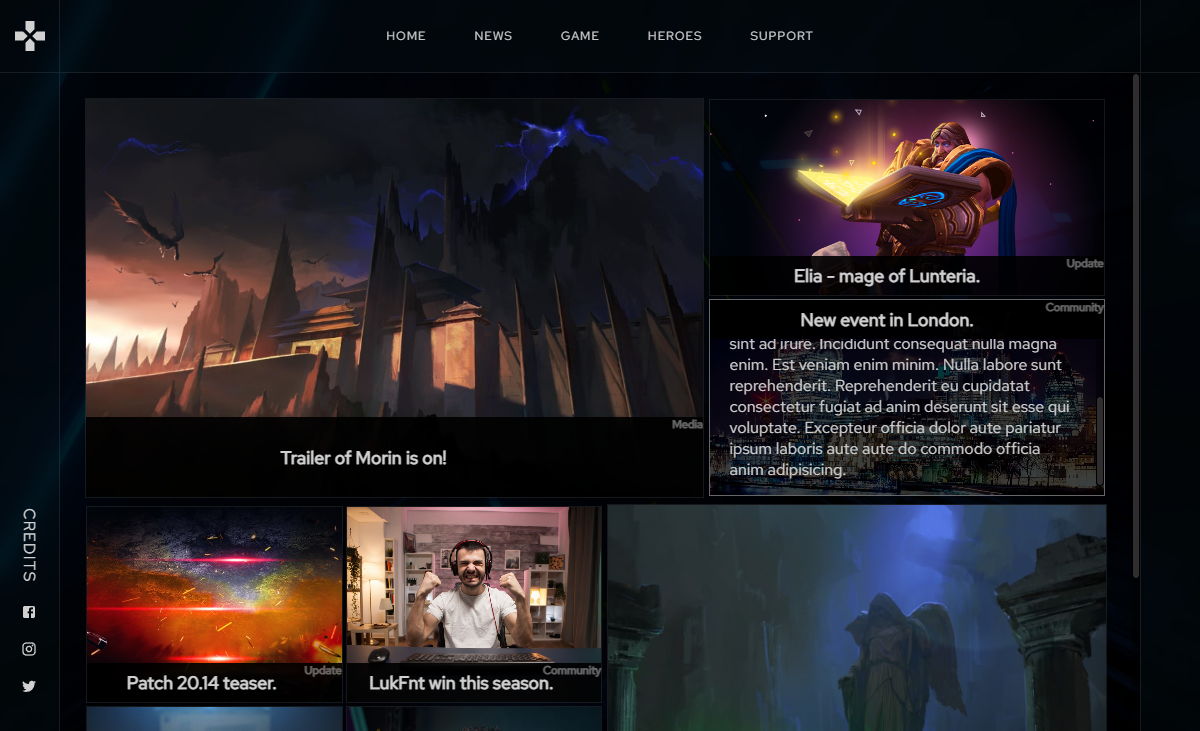 HOME NEWS GAME HEROES SUPPORT
Update
Elia - mage of Lunteria.
Media
Trailer of Morin is on!
Community
New event in London.
sint ad irure. Incididunt consequat nulla magna
enim. Est veniam enim minim. Nulla labore sunt
reprehenderit. Reprehenderit eu cupidatat
consectetur fugiat ad anim deserunt sit esse qui
voluptate. Excepteur officia dolor aute pariatur
ipsum laboris aute aute do commodo officia
anim adipisicing.
Update
Patch 20.14 teaser.
Community
LukFnt win this season.
CREDITS